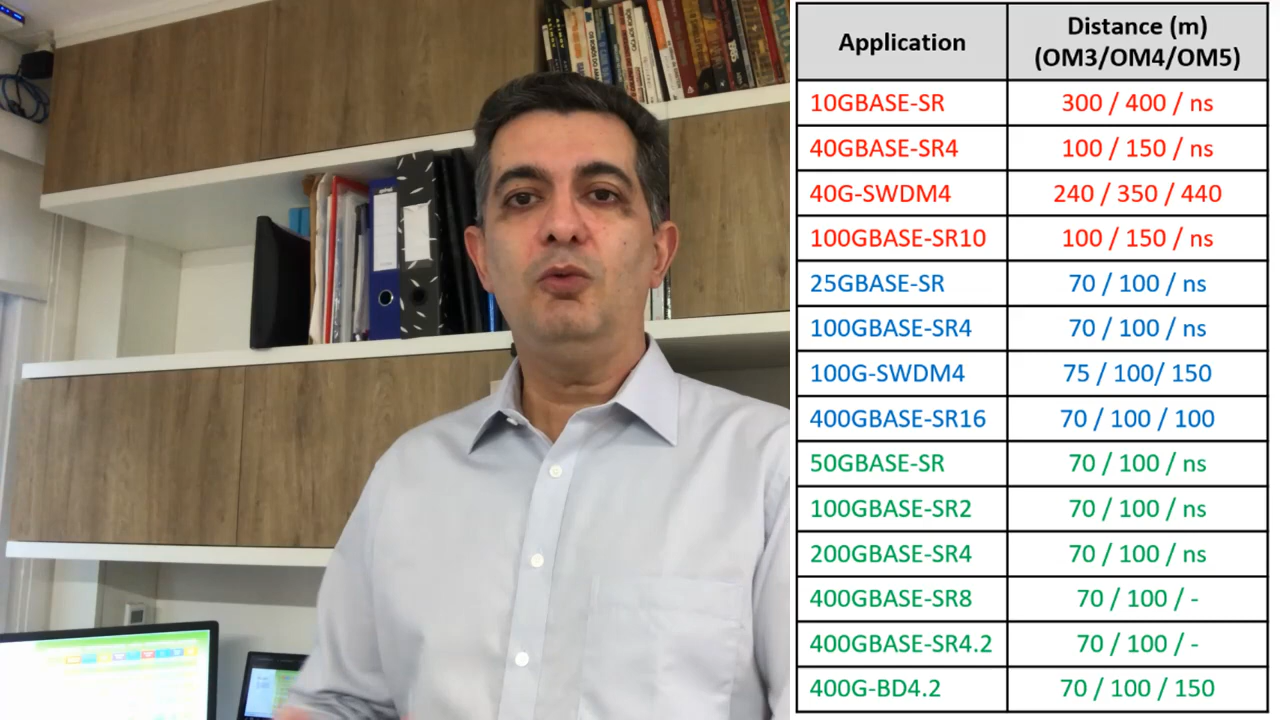 Application
Distance (m)
(OM3/OM4/OM5)
10GBASE-SR
300 / 400 / ns
40GBASE-SR4
100 / 150 / ns
40G-SWDM4
240 / 350 / 440
100GBASE-SR10
100 / 150 / ns
25GBASE-SR
70 / 100 / ns
100GBASE-SR4
70 / 100 / ns
100G-SWDM4
75 / 100/ 150
400GBASE-SR16
70 / 100 / 100
50GBASE-SR
70 / 100 / ns
100GBASE-SR2
70 / 100 / ns
200GBASE-SR4
70 / 100 / ns
400GBASE-SR8
70 / 100 / -
400GBASE-SR4.2
70 / 100 / -
400G-BD4.2
70 / 100 / 150